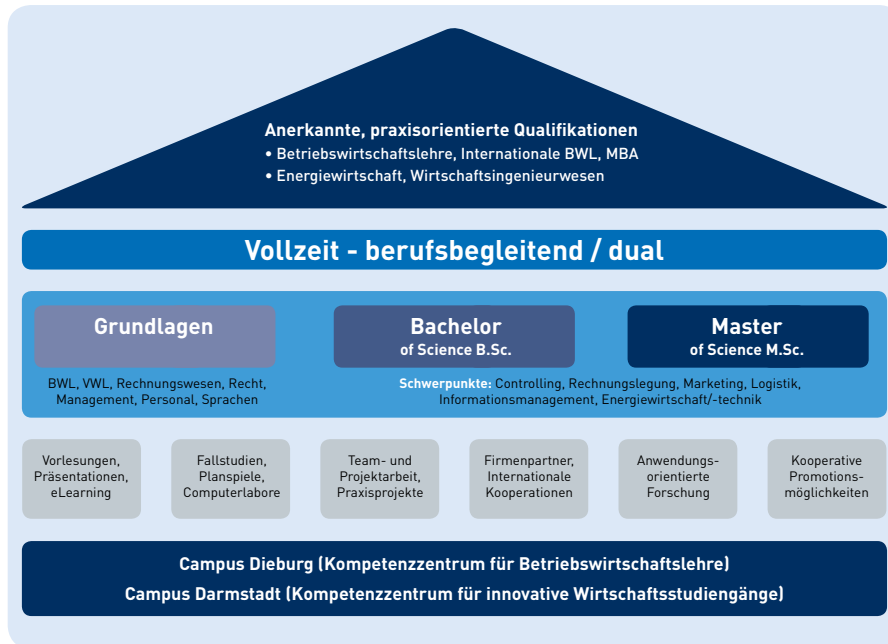 Anerkannte, praxisorientierte Qualifikationen
• Betriebswirtschaftslehre, Internationale BWL, MBA
• Energiewirtschaft, Wirtschaftsingenieurwesen
Vollzeit - berufsbegleitend / dual
Grundlagen
BWL, VWL, Rechnungswesen, Recht,
Management, Personal, Sprachen
Bachelor
of Science B.Sc.
Master
of Science M.Sc.
Schwerpunkte: Controlling, Rechnungslegung, Marketing, Logistik,
Informationsmanagement, Energiewirtschaft/-technik
Vorlesungen,
Präsentationen,
eLearning
Fallstudien,
Planspiele,
Computerlabore
Team- und
Projektarbeit,
Praxisprojekte
Firmenpartner,
Internationale
Kooperationen
Anwendungs-
orientierte
Forschung
Kooperative
Promotions-
möglichkeiten
Campus Dieburg (Kompetenzzentrum für Betriebswirtschaftslehre)
Campus Darmstadt (Kompetenzzentrum für innovative Wirtschaftsstudiengänge)